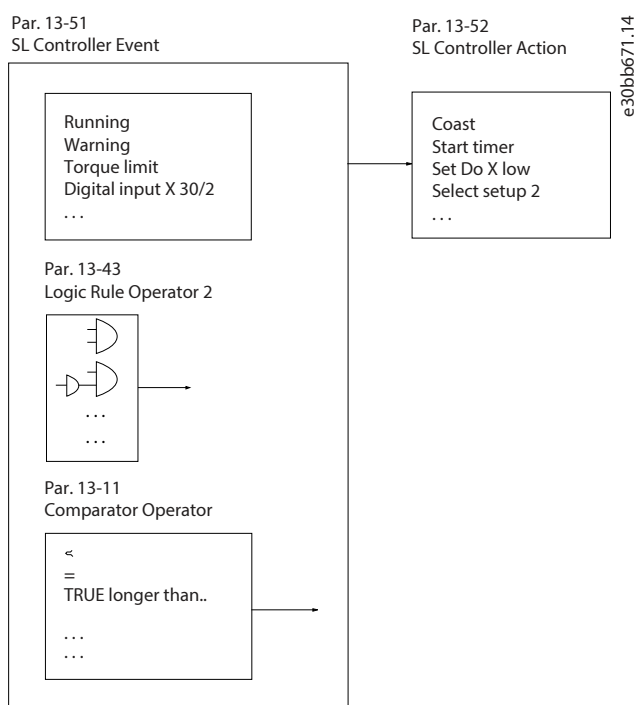 Par. 13-51
SL Controller Event
Par. 13-52
SL Controller Action
e30bb671.14
Running
Warning
Torque limit
Digital input X 30/2
. . .
Coast
Start timer
Set Do X low
Select setup 2
. . .
Par. 13-43
Logic Rule Operator 2
. . .
. . .
Par. 13-11
Comparator Operator
<
=
TRUE longer than..
. . .
. . .